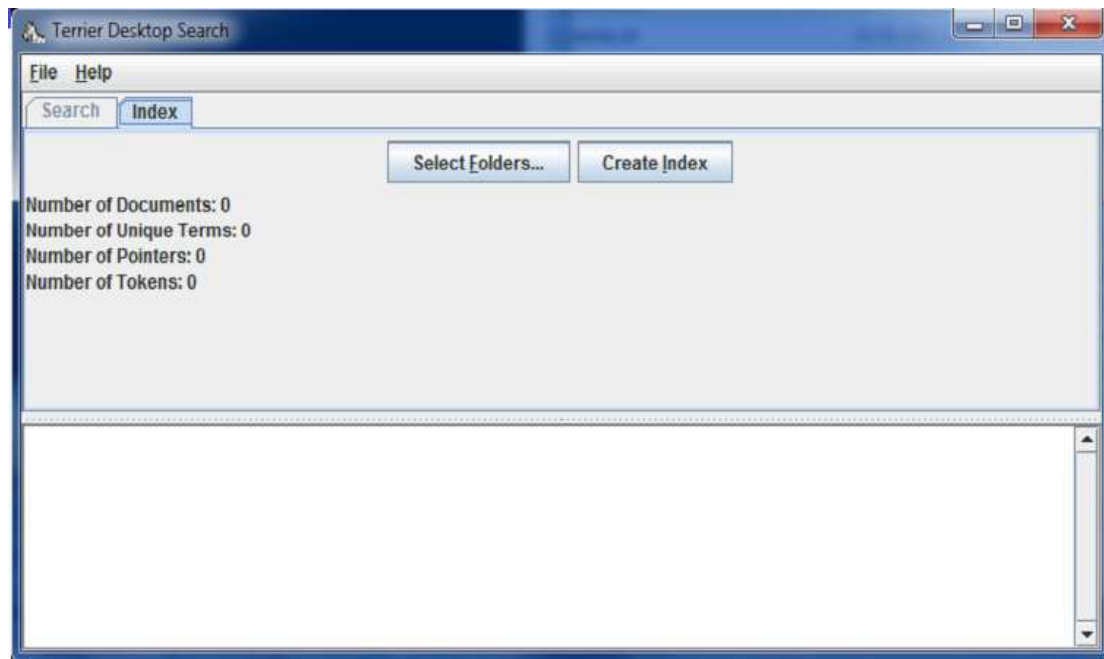 Terrier Desktop Search
File Help
Search Index
Select Folders... Create Index
Number of Documents: 0
Number of Unique Terms: 0
Number of Pointers: 0
Number of Tokens: 0